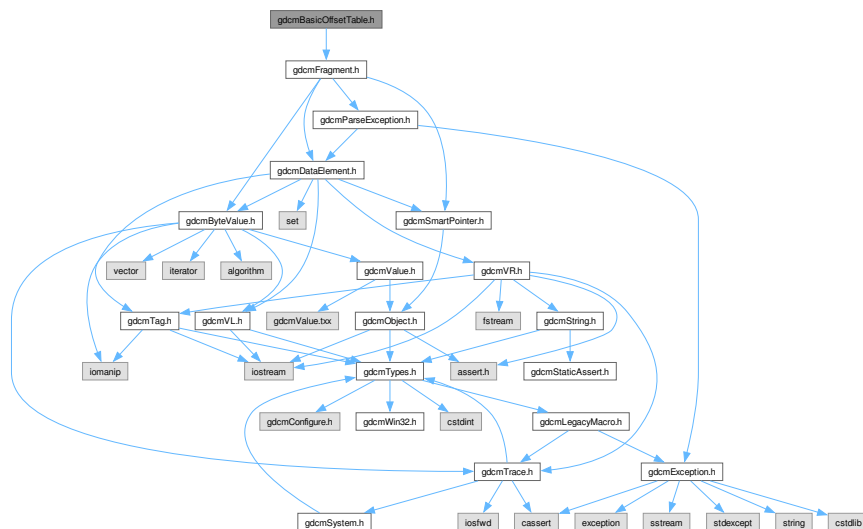 gdcmBasicOffsetTable.h
gdcmFragment.h
gdcmParseException.h
gdcmDataElement.h
gdcmByteValue.h
set
gdcmSmartPointer.h
vector
iterator
algorithm
gdcmValue.h
gdcmVR.h
gdcmTag.h
gdcmVL.h
gdcmValue.txx
gdcmObject.h
fstream
gdcmString.h
iomanip
iostream
gdcmTypes.h
assert.h
gdcmStaticAssert.h
gdcmConfigure.h
gdcmWin32.h
cstdint
gdcmLegacyMacro.h
gdcmTrace.h
gdcmException.h
gdcmSystem.h
iosfwd
cassert
exception
sstream
stdexcept
string
cstdlib